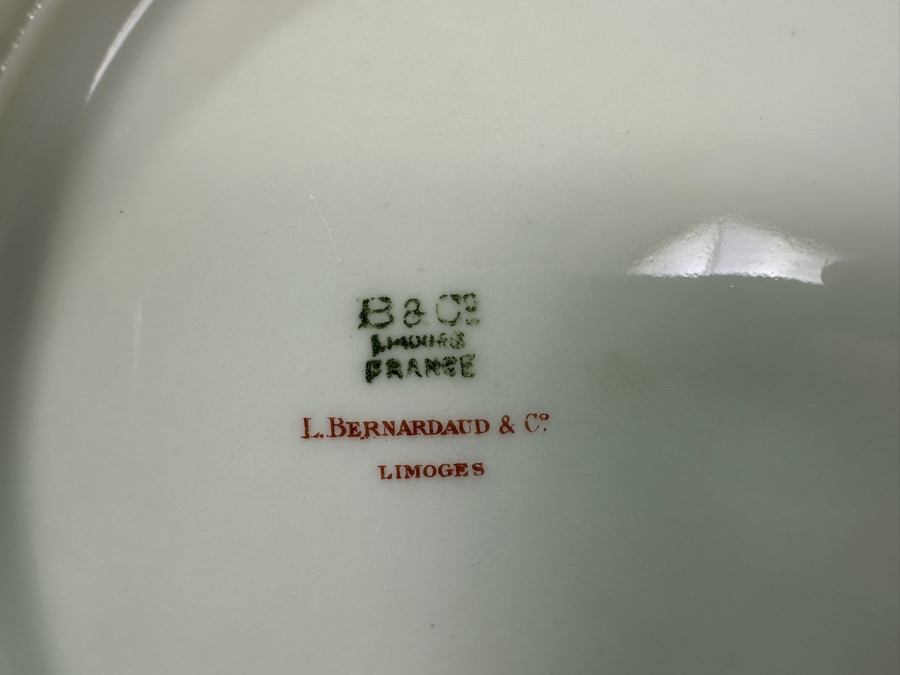 B & Cº
LIMOGES
FRANCE
L. BERNARDAUD & Cº
LIMOGES